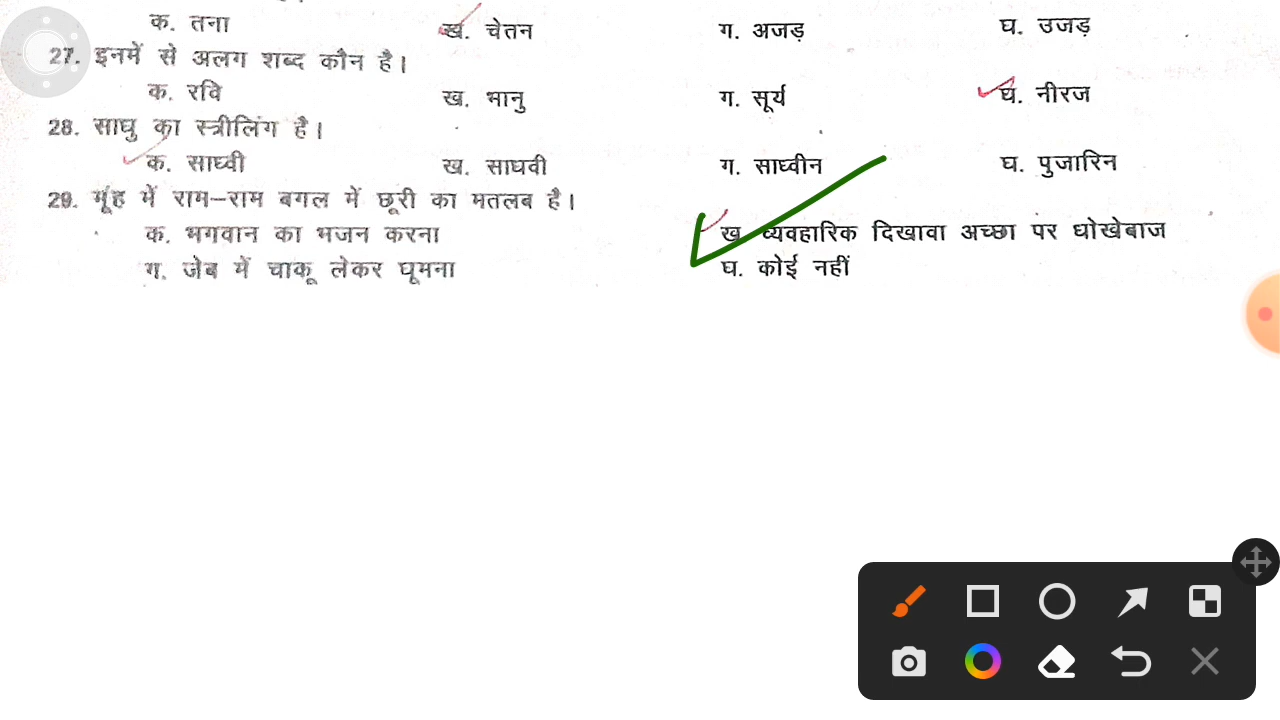 क. तना ख. चेतन ग. अजड़ घ. उजड़
27. इनमें से अलग शब्द कौन है।
क. रवि ख. भानु ग. सूर्य घ. नीरज
28. साधु का स्त्रीलिंग है।
क. साध्वी ख. साधवी ग. साध्वीन घ. पुजारिन
29. मूंह में राम–राम बगल में छूरी का मतलब है।
क. भगवान का भजन करना ख. व्यवहारिक दिखावा अच्छा पर धोखेबाज
ग. जेब में चाकू लेकर घूमना घ. कोई नहीं